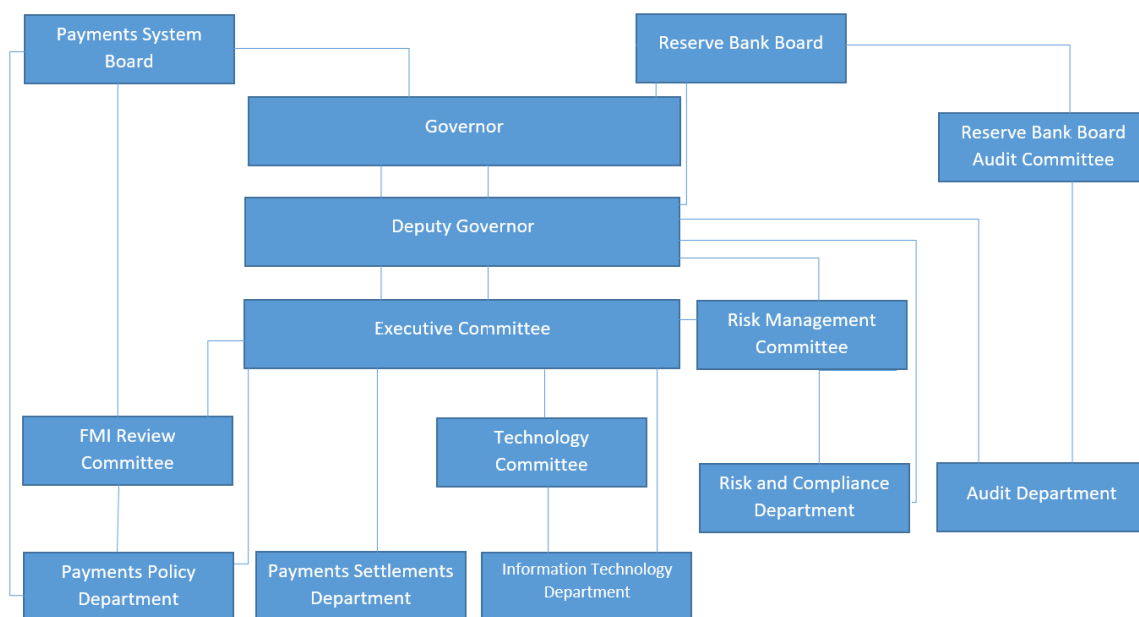 Payments System
Board
Reserve Bank Board
Governor
Reserve Bank Board
Audit Committee
Deputy Governor
Executive Committee
Risk Management
Committee
FMI Review
Committee
Technology
Committee
Risk and Compliance
Department
Audit Department
Payments Policy
Department
Payments Settlements
Department
Information Technology
Department